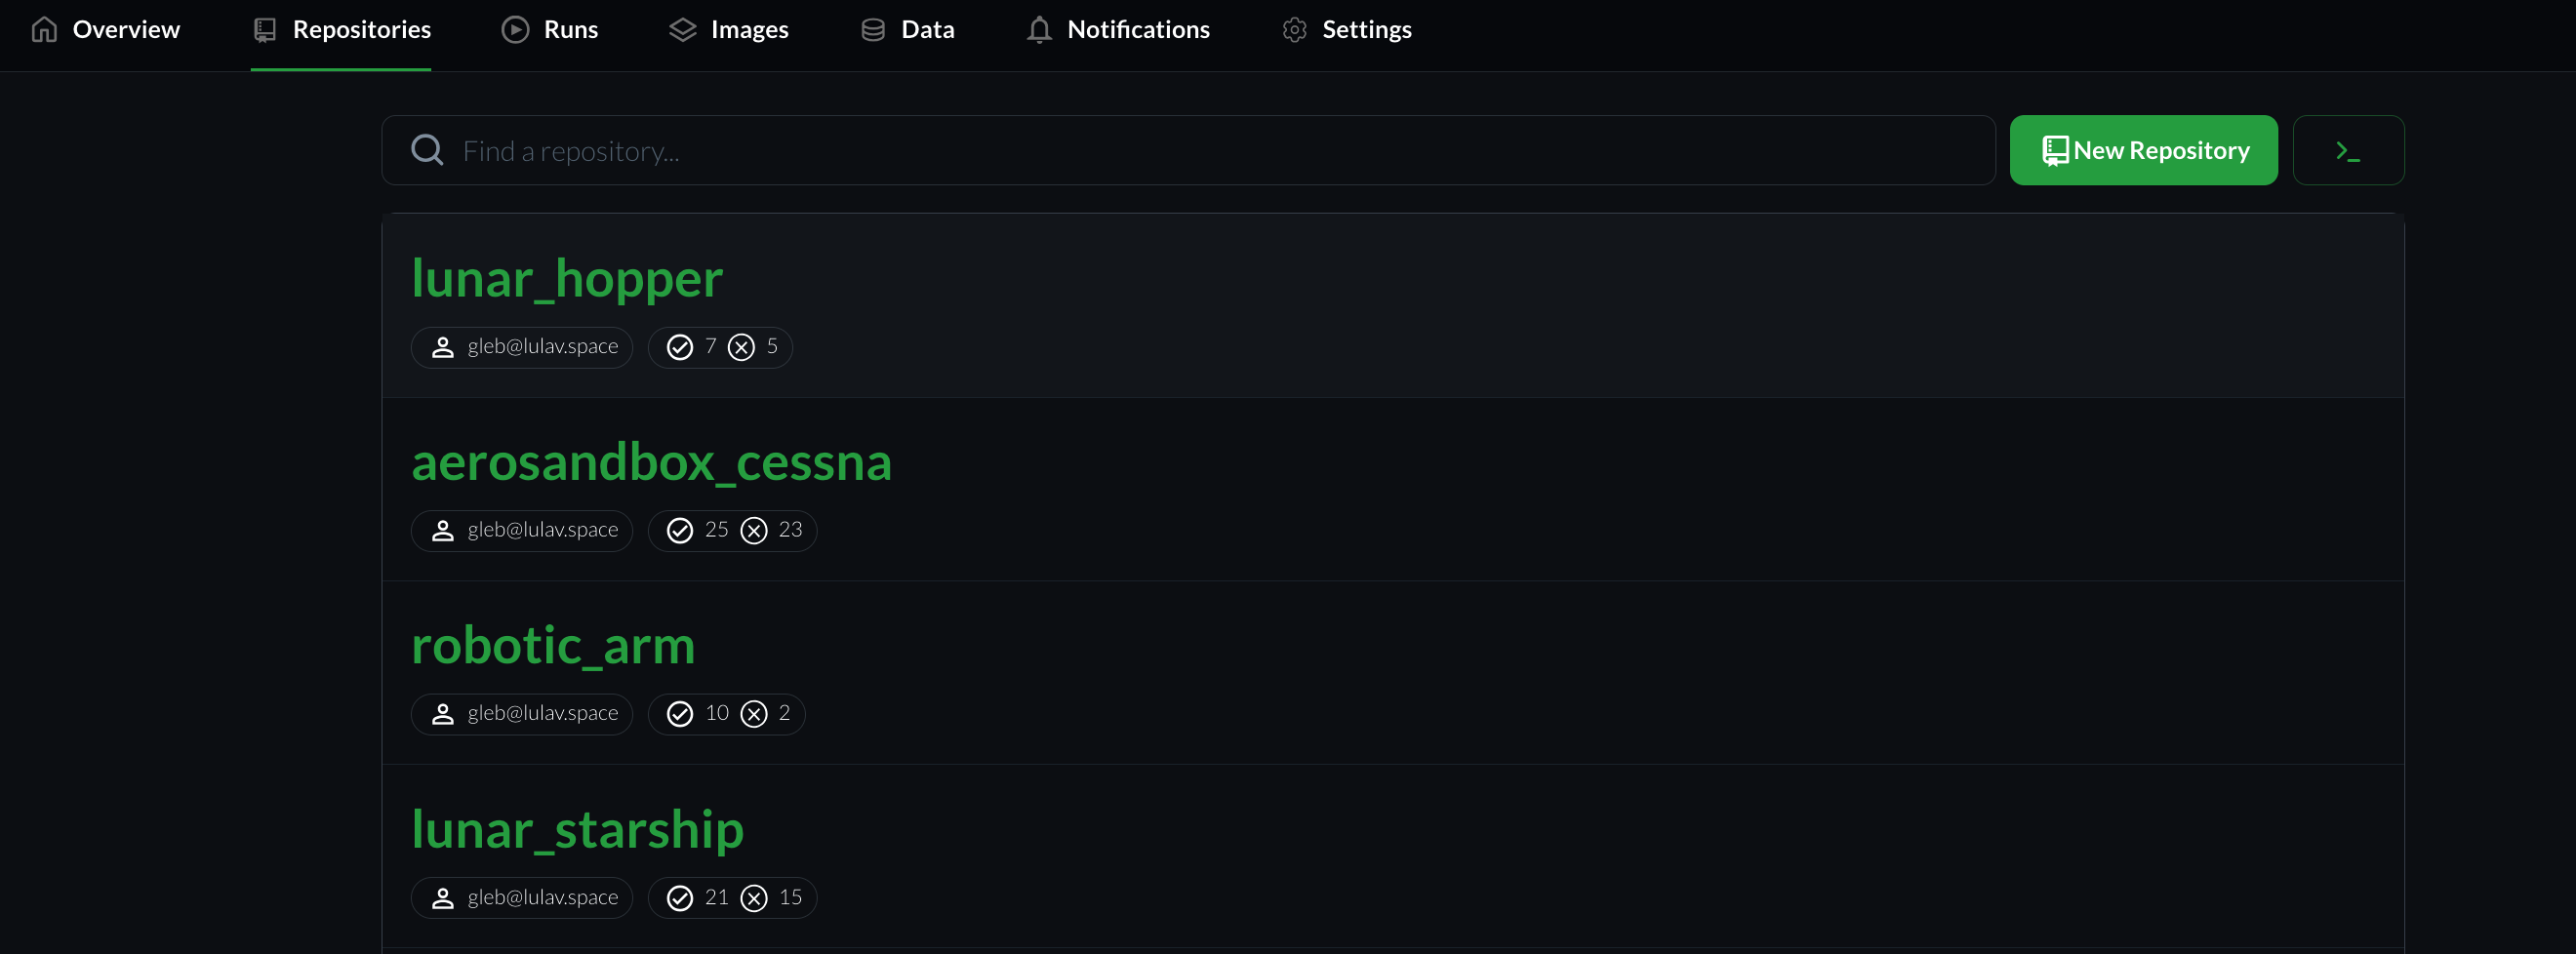 Overview Repositories Runs Images Data Notifications Settings
Find a repository... New Repository >_
lunar_hopper
gleb@lulav.space 7 5
aerosandbox_cessna
gleb@lulav.space 25 23
robotic_arm
gleb@lulav.space 10 2
lunar_starship
gleb@lulav.space 21 15